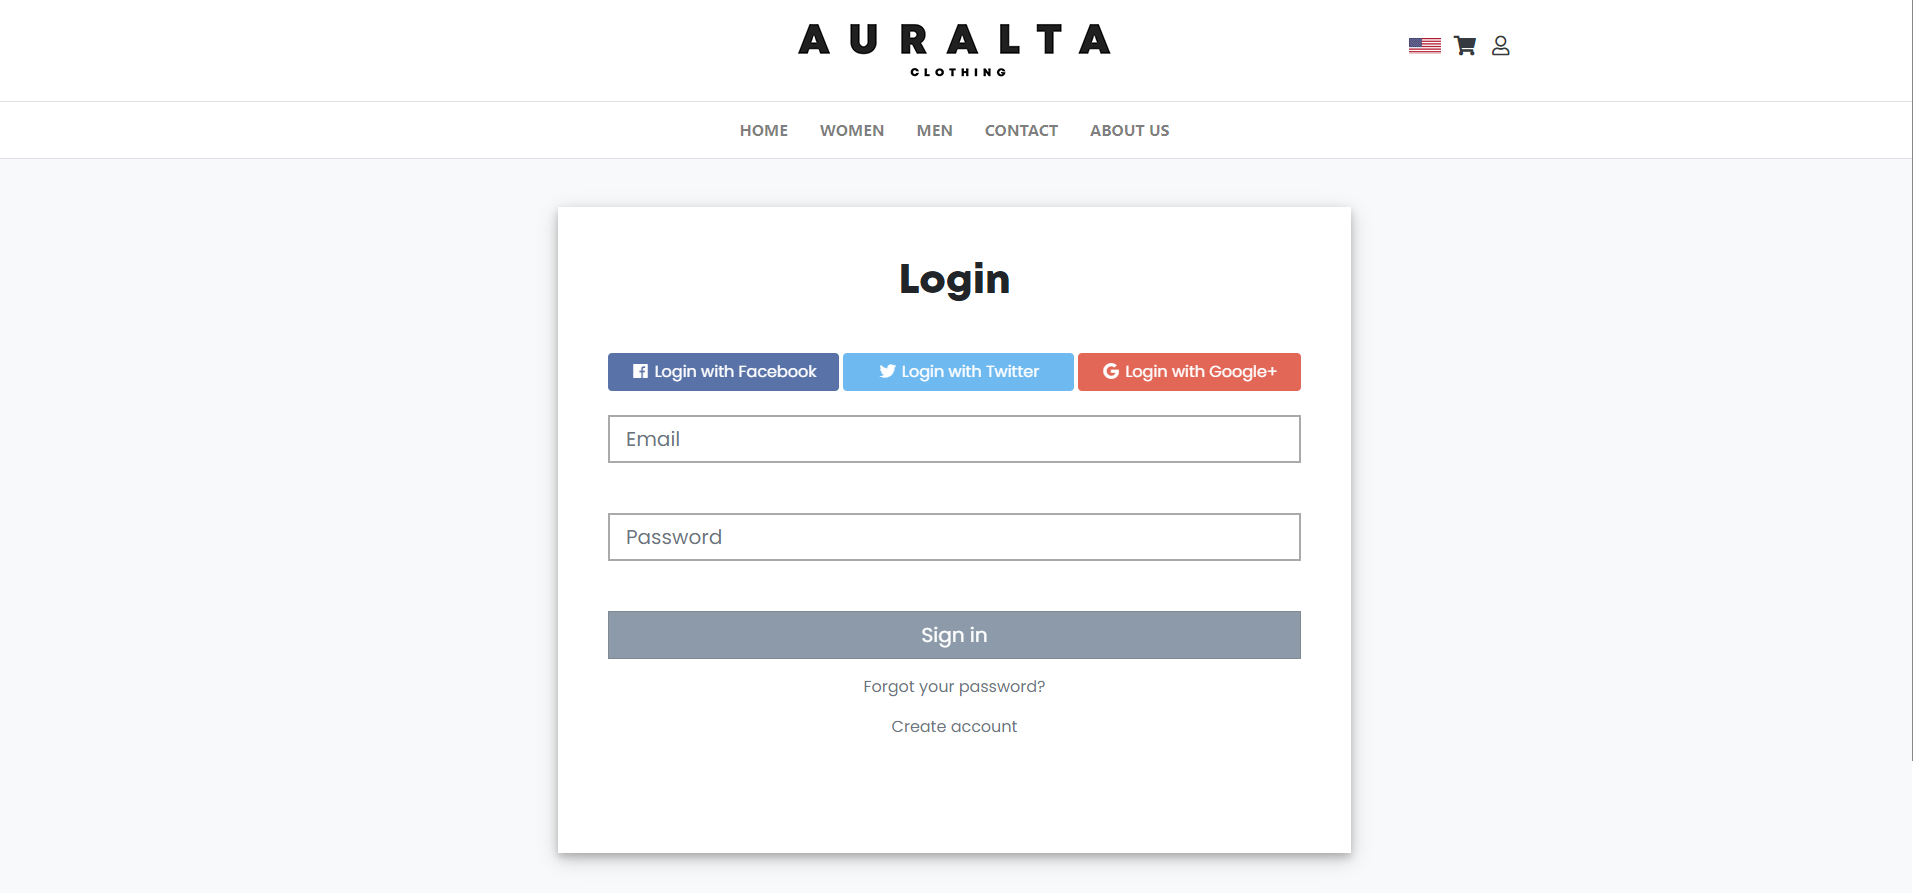 AURALTA
CLOTHING
HOME WOMEN MEN CONTACT ABOUT US
Login
Login with Facebook Login with Twitter Login with Google+
Email
Password
Sign in
Forgot your password?
Create account